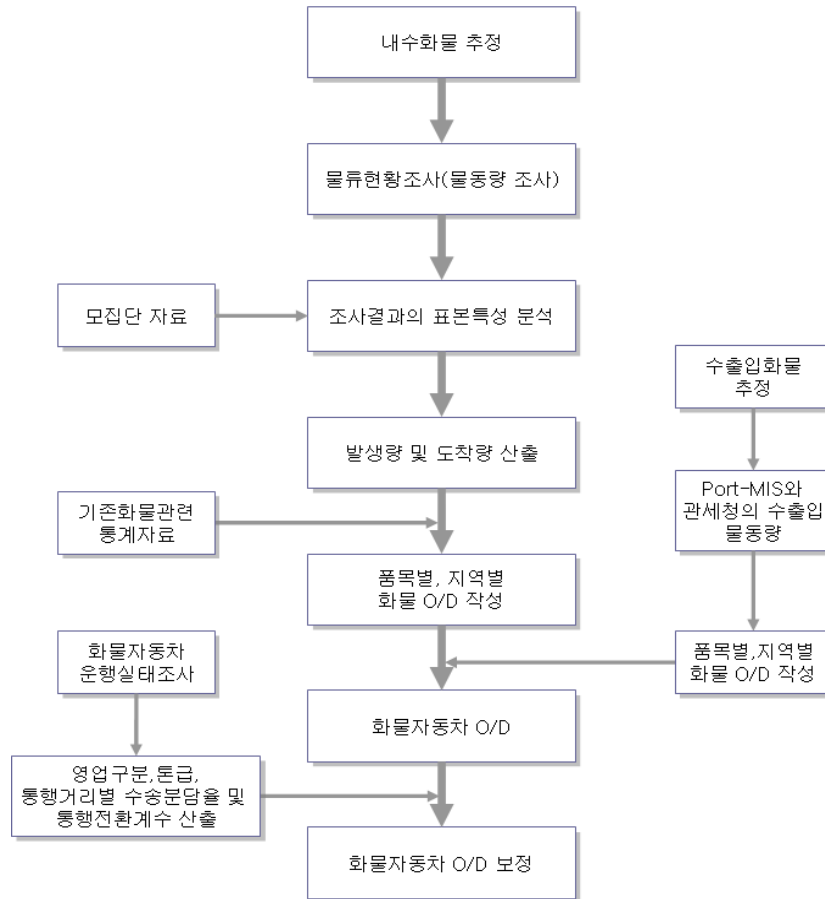 내수화물 추정
물류현황조사(물동량 조사)
모집단 자료
조사결과의 표본특성 분석
수출입화물
추정
발생량 및 도착량 산출
Port-MIS와
관세청의 수출입
물동량
기존화물관련
통계자료
품목별, 지역별
화물 O/D 작성
화물자동차
운행실태조사
품목별,지역별
화물 O/D 작성
화물자동차 O/D
영업구분,톤급,
통행거리별 수송분담율 및
통행전환계수 산출
화물자동차 O/D 보정